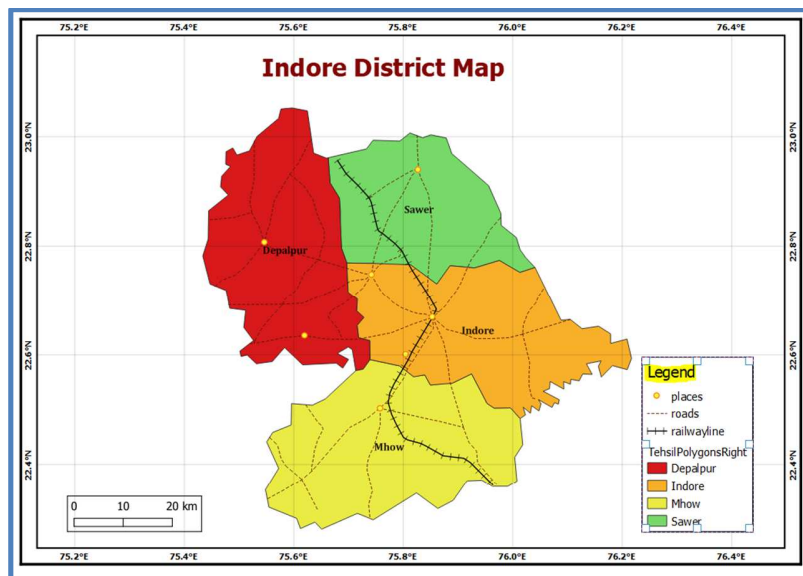 75.2°E 75.4°E 75.6°E 75.8°E 76.0°E 76.2°E 76.4°E
Indore District Map
23.0°N 23.0°N
Sawer
22.8°N 22.8°N
Depalpur
Indore
22.6°N 22.6°N
Legend
places
roads
railwayline
TehsilPolygonsRight
Depalpur
Indore
Mhow
Sawer
Mhow
22.4°N 22.4°N
0 10 20 km
75.2°E 75.4°E 75.6°E 75.8°E 76.0°E 76.2°E 76.4°E